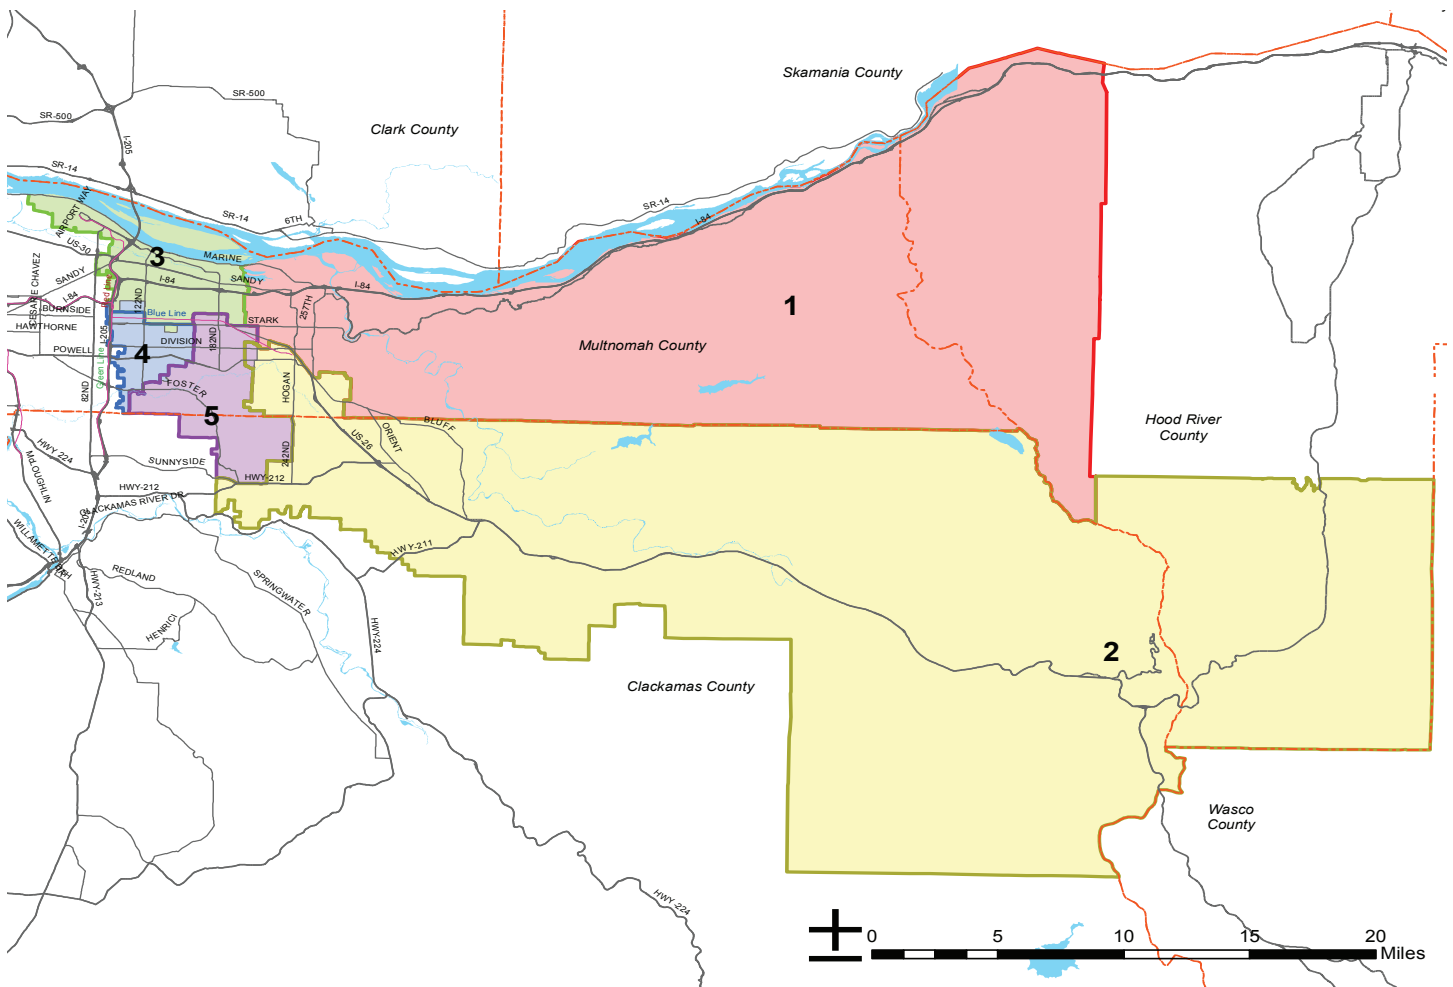 Skamania County
SR-500
SR-500
Clark County
I-205
SR-14
SR-14
6TH
SR-14
I-84
AIRPORT WAY
US-30
3
MARINE
SANDY
SANDY
I-84
I-84
I-84
CESAR E CHAVEZ
Red Line
122ND
257TH
1
BURNSIDE
Blue Line
STARK
HAWTHORNE
I-205
182ND
DIVISION
Multnomah County
POWELL
4
Green Line
82ND
FOSTER
HOGAN
5
BLUFF
ORIENT
US-26
Hood River
County
HWY 224
SUNNYSIDE
242ND
HWY-212
McLOUGHLIN
HWY-212
CLACKAMAS RIVER DR
I-205
WILLAMETTE
HWY-211
REDLAND
HWY-213
SPRINGWATER
HENRICI
HWY-224
2
Clackamas County
Wasco
County
HWY-224
0 5 10 15 20
Miles